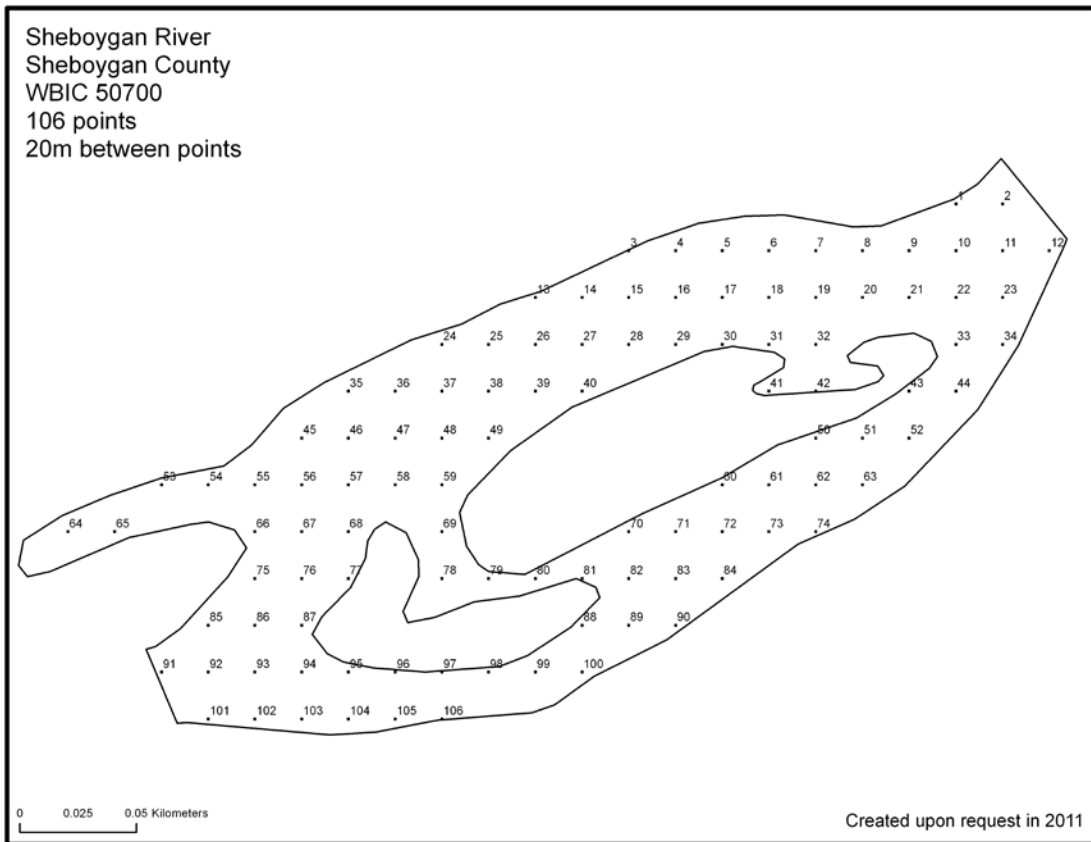 Sheboygan River
Sheboygan County
WBIC 50700
106 points
20m between points
1 2
3 4 5 6 7 8 9 10 11 12
13 14 15 16 17 18 19 20 21 22 23
24 25 26 27 28 29 30 31 32 33 34
35 36 37 38 39 40 41 42 43 44
45 46 47 48 49 50 51 52
53 54 55 56 57 58 59 60 61 62 63
64 65 66 67 68 69 70 71 72 73 74
75 76 77 78 79 80 81 82 83 84
85 86 87 88 89 90
91 92 93 94 95 96 97 98 99 100
101 102 103 104 105 106
0 0.025 0.05 Kilometers
Created upon request in 2011